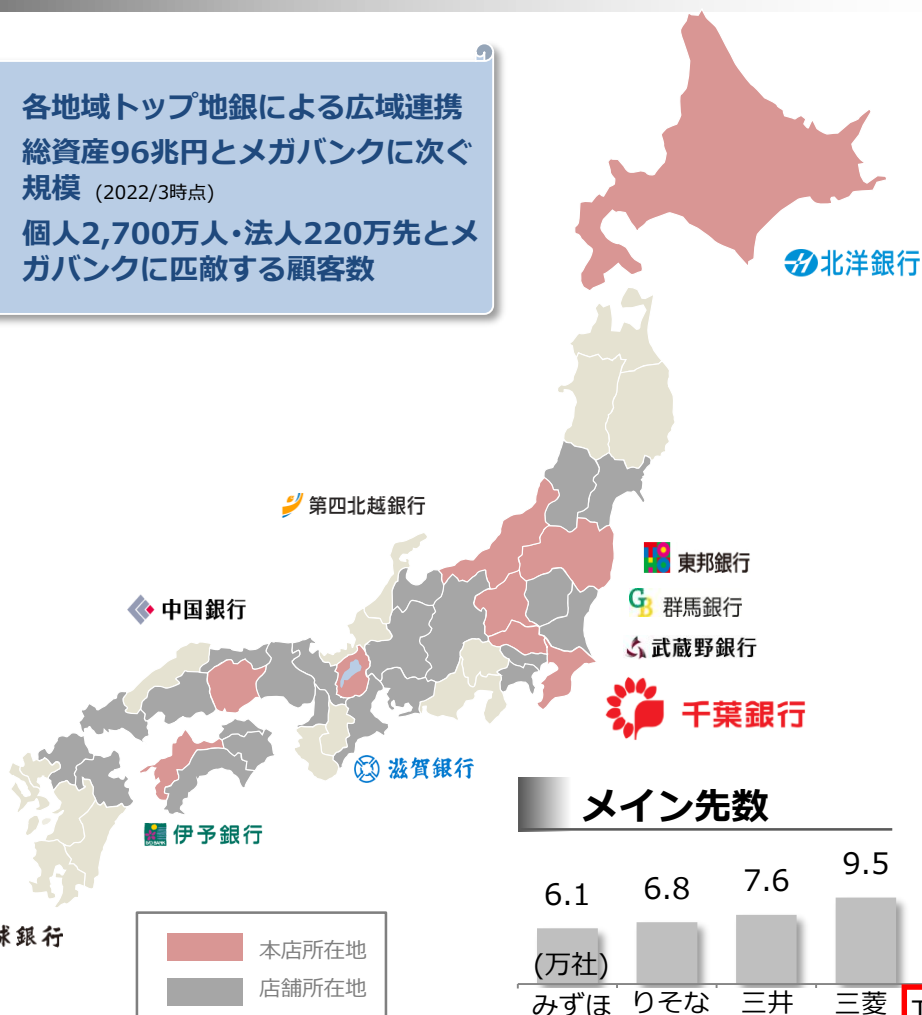 各地域トップ地銀による広域連携
総資産96兆円とメガバンクに次ぐ
規模 (2022/3時点)
個人2,700万人・法人220万先とメ
ガバンクに匹敵する顧客数
北洋銀行
第四北越銀行
東邦銀行
中国銀行
群馬銀行
武蔵野銀行
千葉銀行
滋賀銀行
伊予銀行
球銀行
本店所在地
店舗所在地
メイン先数
6.1
6.8
7.6
9.5
(万社)
みずほ
りそな
三井
三菱
T